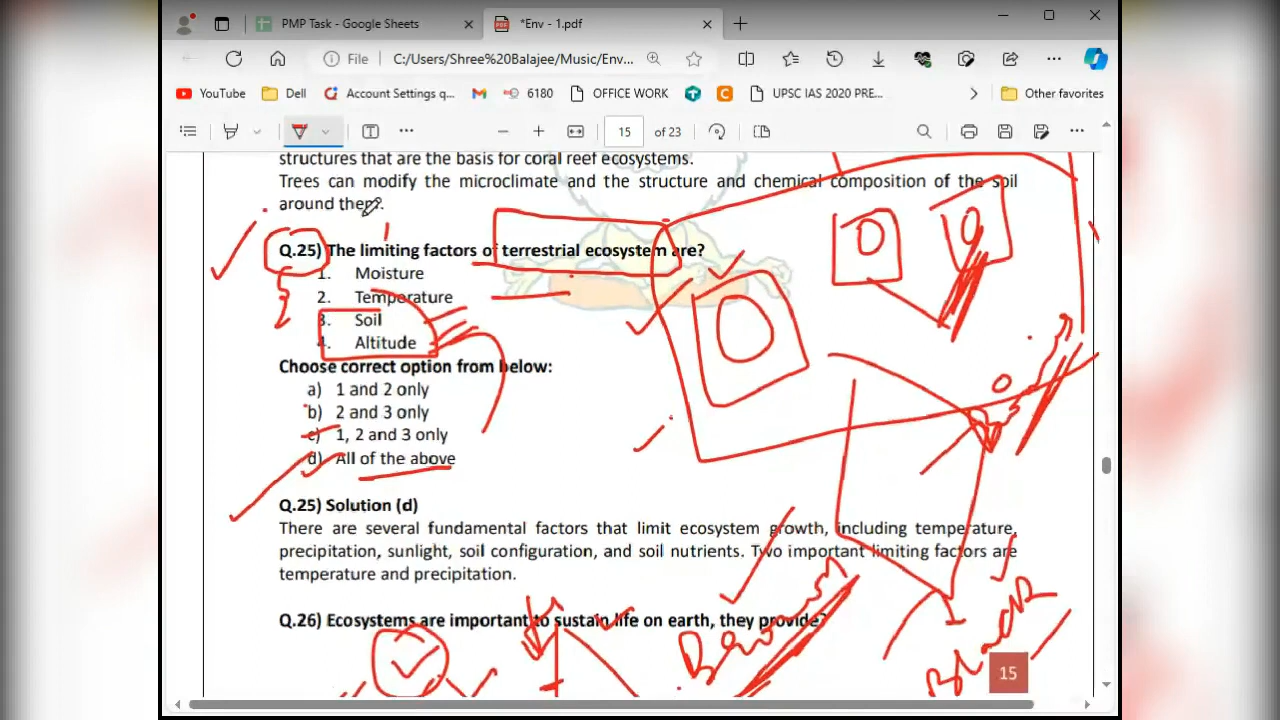 PMP Task - Google Sheets
*Env - 1.pdf
File
C:/Users/Shree%20Balajee/Music/Env...
YouTube
Dell
Account Settings q...
6180
OFFICE WORK
UPSC IAS 2020 PRE...
Other favorites
15 of 23
structures that are the basis for coral reef ecosystems.
Trees can modify the microclimate and the structure and chemical composition of the soil
around them.
Q.25) The limiting factors of terrestrial ecosystem are?
1. Moisture
2. Temperature
3. Soil
4. Altitude
Choose correct option from below:
a) 1 and 2 only
b) 2 and 3 only
c) 1, 2 and 3 only
d) All of the above
Q.25) Solution (d)
There are several fundamental factors that limit ecosystem growth, including temperature,
precipitation, sunlight, soil configuration, and soil nutrients. Two important limiting factors are
temperature and precipitation.
Q.26) Ecosystems are important to sustain life on earth, they provide?
15